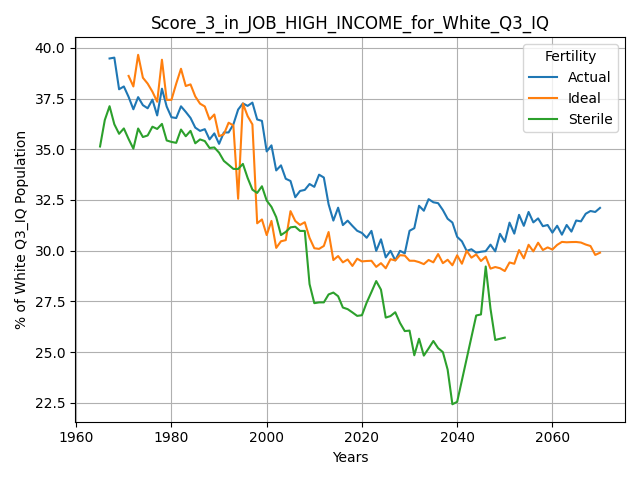 Score_3_in_JOB_HIGH_INCOME_for_White_Q3_IQ
Fertility
Actual
Ideal
Sterile
% of White Q3_IQ Population
40.0
37.5
35.0
32.5
30.0
27.5
25.0
22.5
1960
1980
2000
2020
2040
2060
Years